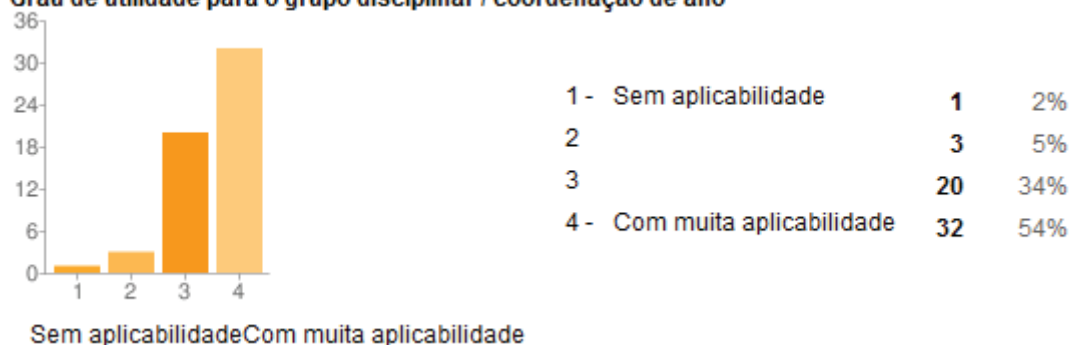 Grau de utilidade para o grupo disciplinar / coordenação de ano
36
30
24
18
12
6
0
1 2 3 4
Sem aplicabilidadeCom muita aplicabilidade
1 - Sem aplicabilidade 1 2%
2 3 5%
3 20 34%
4 - Com muita aplicabilidade 32 54%